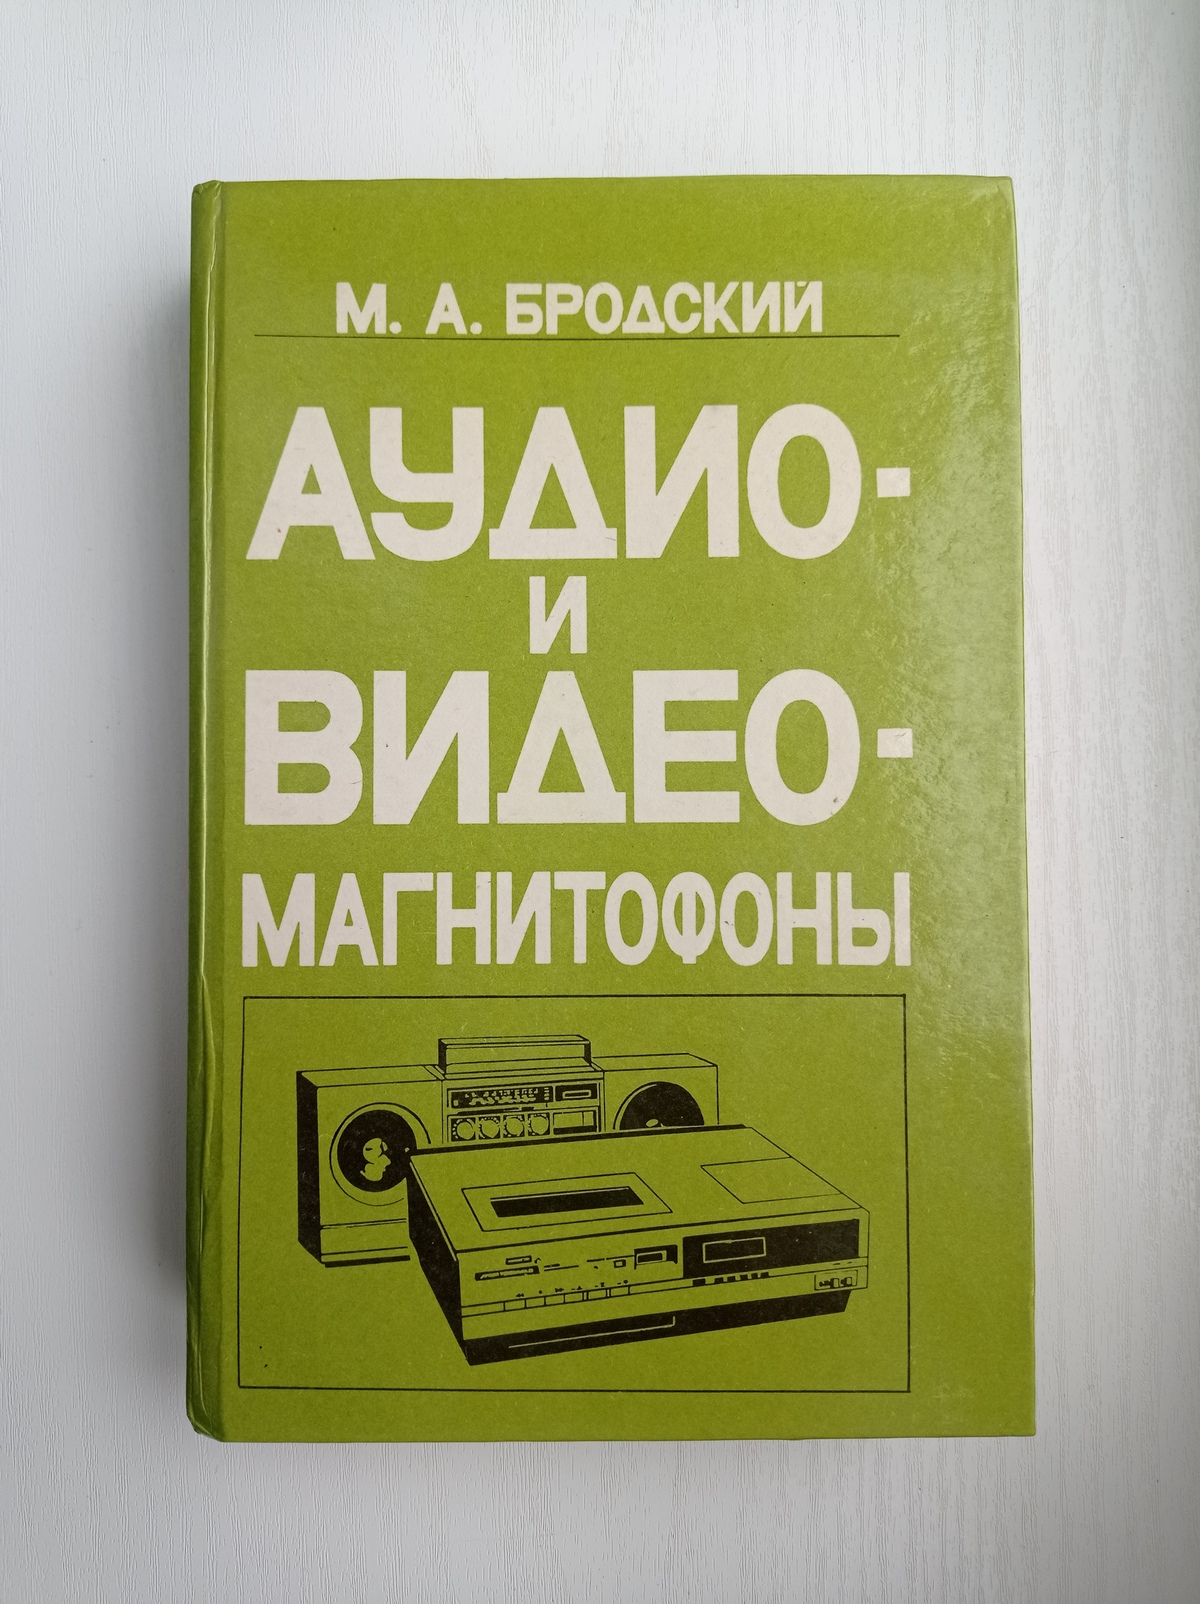 М. А. БРОДСКИЙ
АУДИО-
И
ВИДЕО-
МАГНИТОФОНЫ